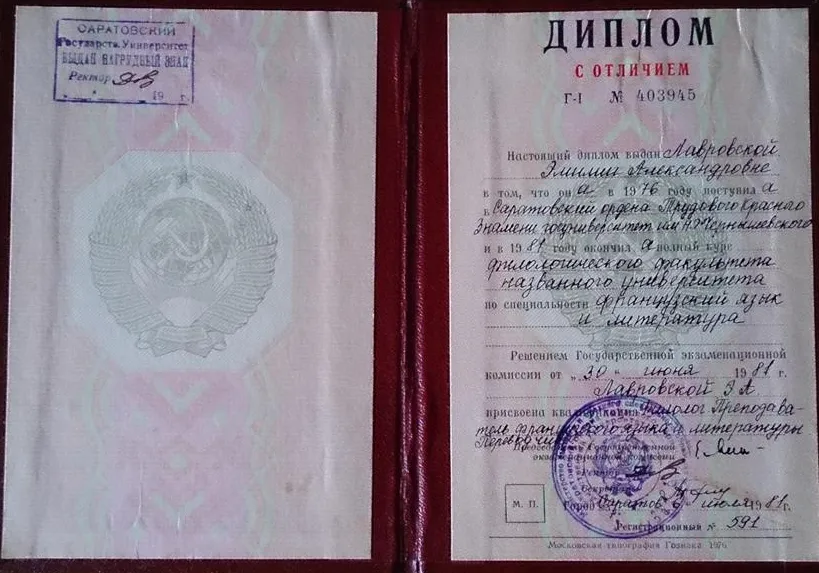 САРАТОВСКИЙ
Государств. Университет
ВЫДАН НАГРУДНЫЙ ЗНАК
Ректор
19 г.
ДИПЛОМ
С ОТЛИЧИЕМ
Г-I № 403945
Настоящий диплом выдан Лавровской
Эмилии Александровне
в том, что он а в 1976 году поступил а
в Саратовский ордена Трудового Красного
Знамени госуниверситет им Н.Г.Чернышевского
и в 1981 году окончил а полный курс
филологического факультета
названного университета
по специальности французский язык
и литература
Решением Государственной экзаменационной
комиссии от „30" июня 1981 г.
Лавровской Э А
присвоена квалификация Филолог Преподава-
тель французского языка и литературы
Переводчик
Председатель Государственной
экзаменационной комиссии
Ректор
Секретарь
М. П.
Город Саратов июля 1981 г.
Регистрационный № 591
Московская типография Гознака 1976